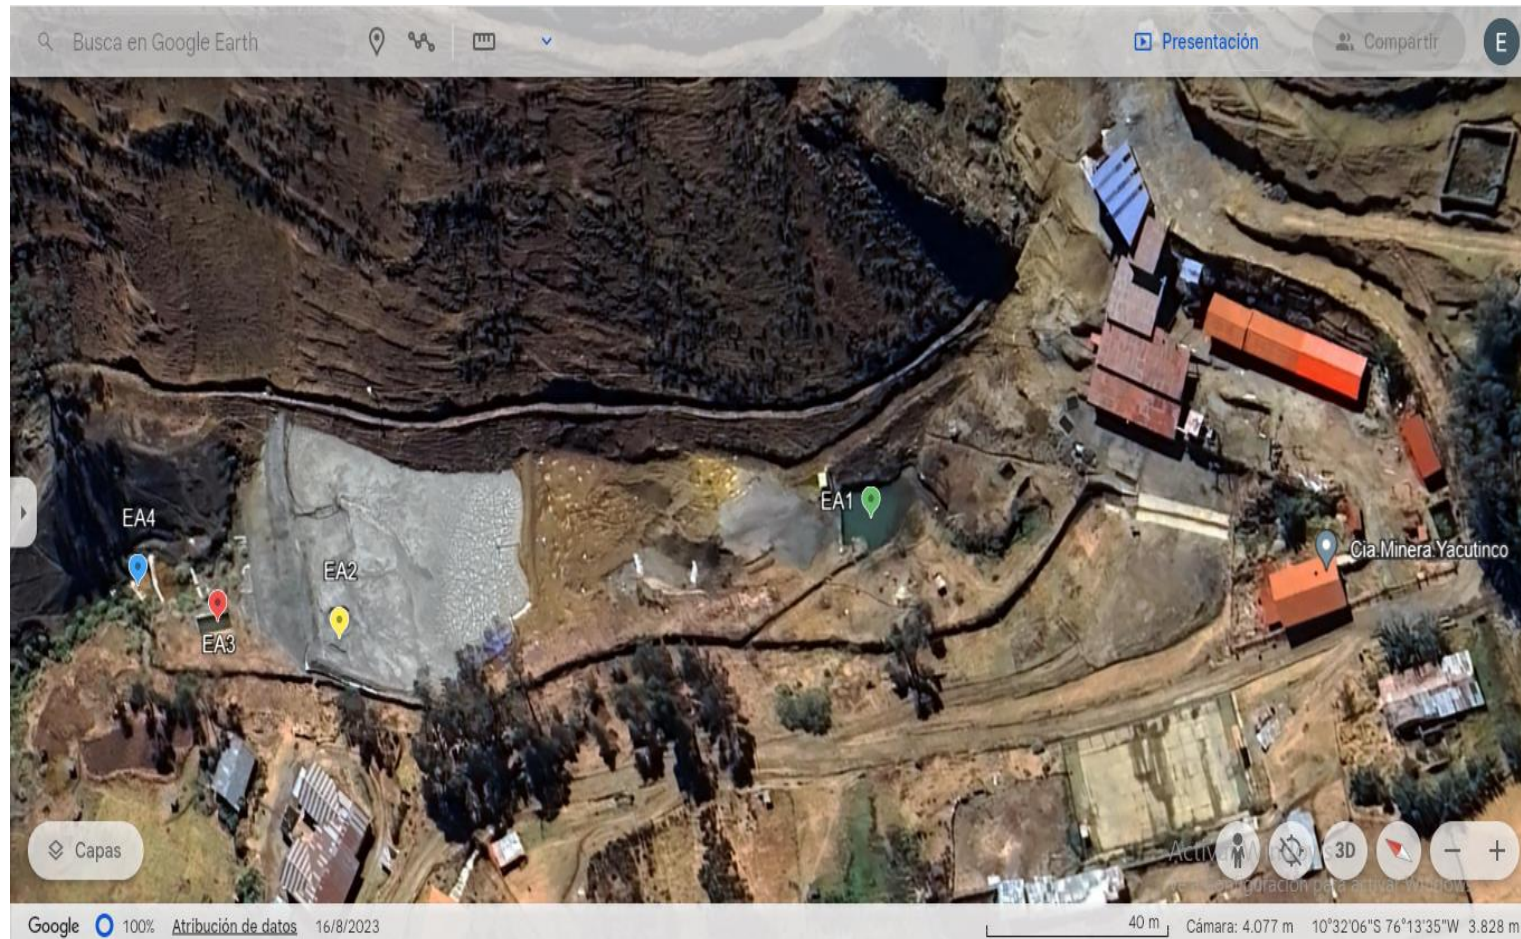 Busca en Google Earth
Presentación
Compartir
E
EA1
Cia.Minera.Yacutinco
EA4
EA2
EA3
Capas
3D
Google 100% Atribución de datos 16/8/2023 40 m Cámara: 4.077 m 10°32'06"S 76°13'35"W 3.828 m